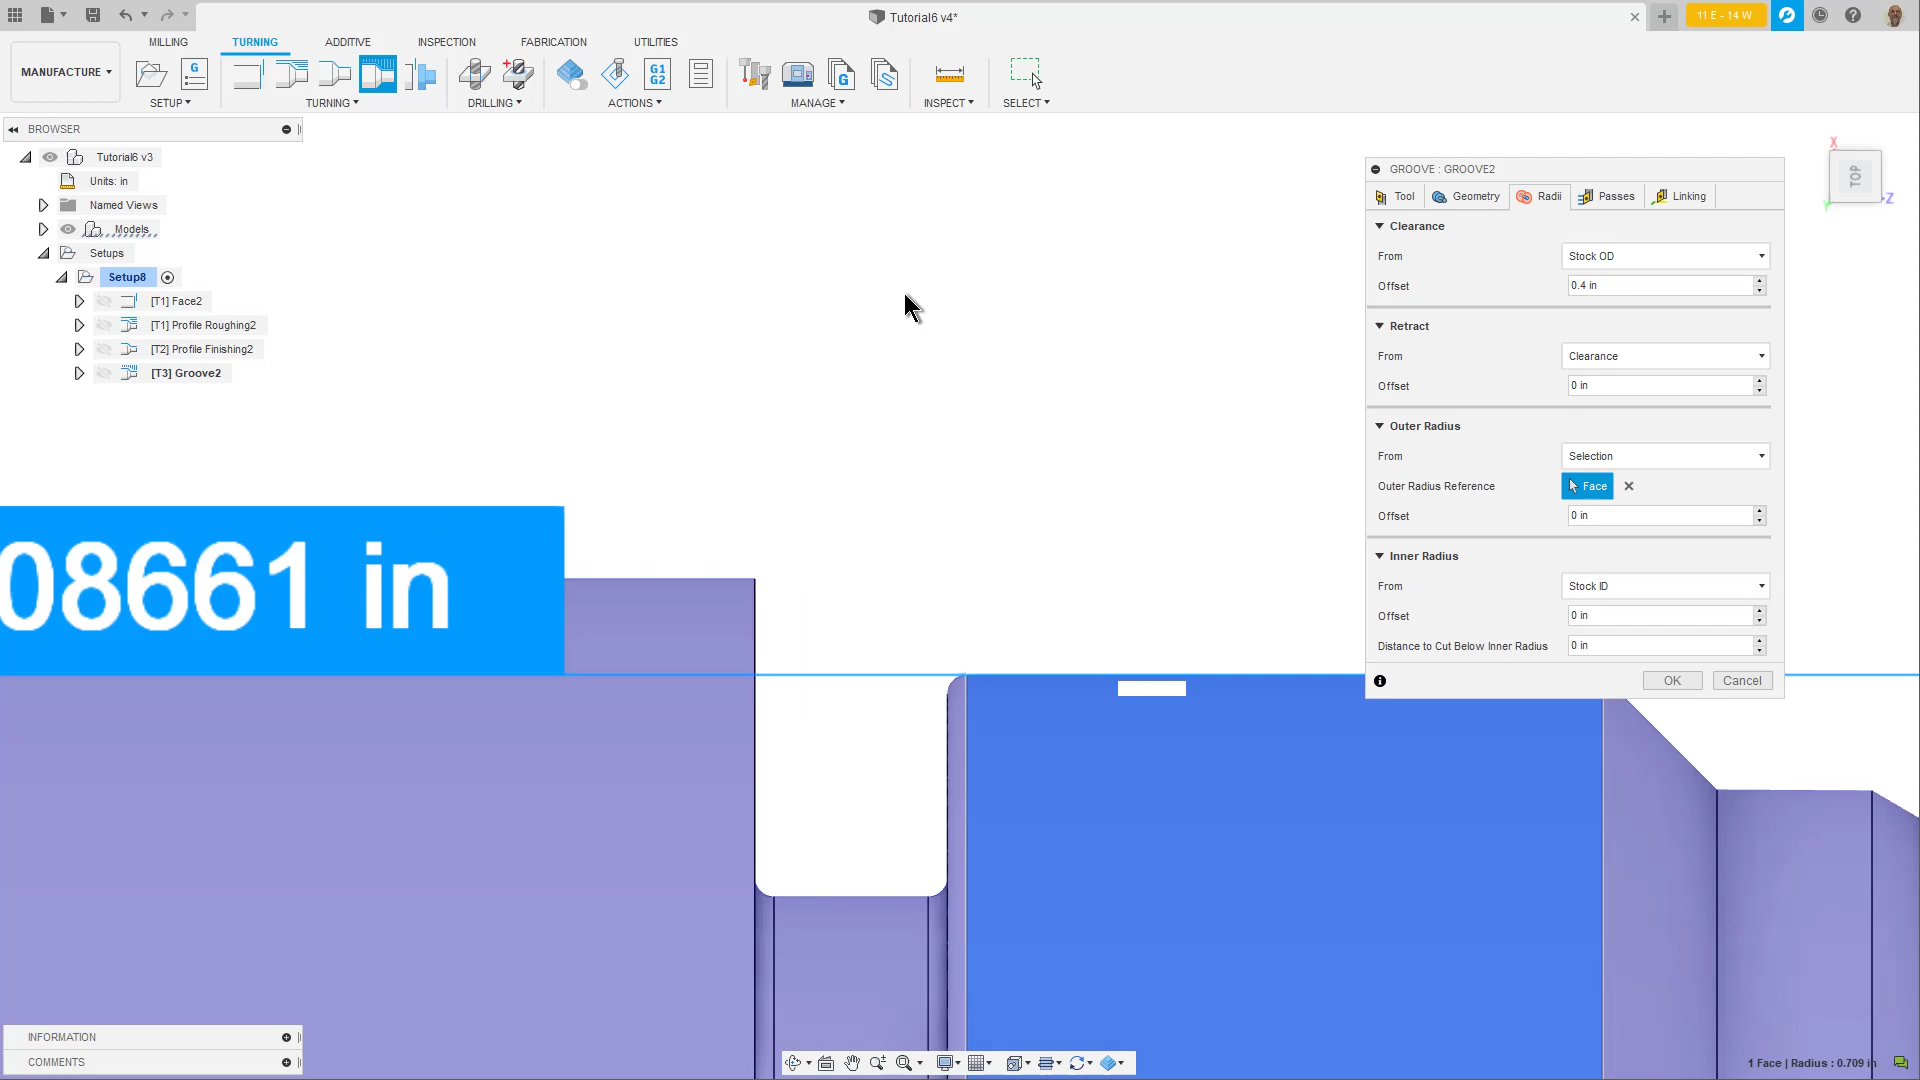 Tutorial6 v4*
11 E - 14 W
MILLING
TURNING
ADDITIVE
INSPECTION
FABRICATION
UTILITIES
MANUFACTURE
G
G1
G2
G
SETUP
TURNING
DRILLING
ACTIONS
MANAGE
INSPECT
SELECT
BROWSER
Tutorial6 v3
Units: in
Named Views
Models
Setups
Setup8
[T1] Face2
[T1] Profile Roughing2
[T2] Profile Finishing2
[T3] Groove2
X
TOP
Z
Y
GROOVE : GROOVE2
Tool
Geometry
Radii
Passes
Linking
Clearance
From Stock OD
Offset 0.4 in
Retract
From Clearance
Offset 0 in
Outer Radius
From Selection
Outer Radius Reference Face
Offset 0 in
Inner Radius
From Stock ID
Offset 0 in
Distance to Cut Below Inner Radius 0 in
OK Cancel
08661 in
INFORMATION
COMMENTS
1 Face | Radius : 0.709 in